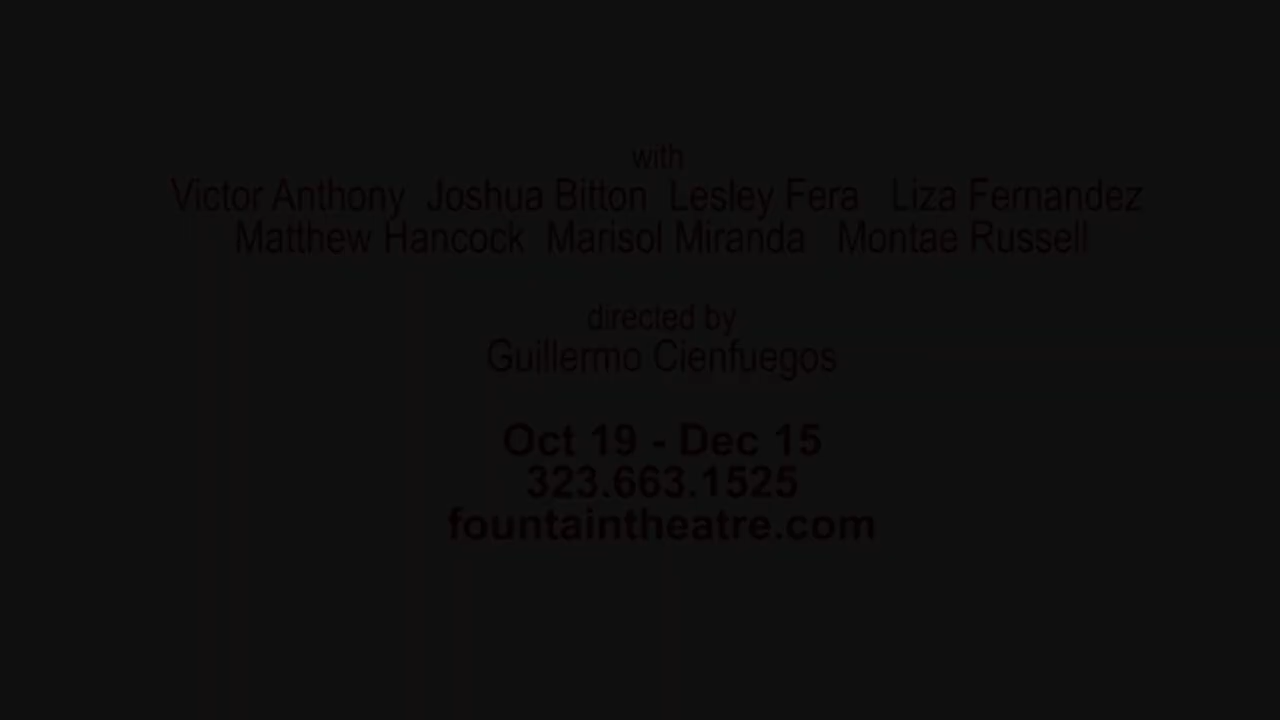 with
Victor Anthony Joshua Bitton Lesley Fera Liza Fernandez
Matthew Hancock Marisol Miranda Montae Russell
directed by
Guillermo Cienfuegos
Oct 19 - Dec 15
323.663.1525
fountaintheatre.com